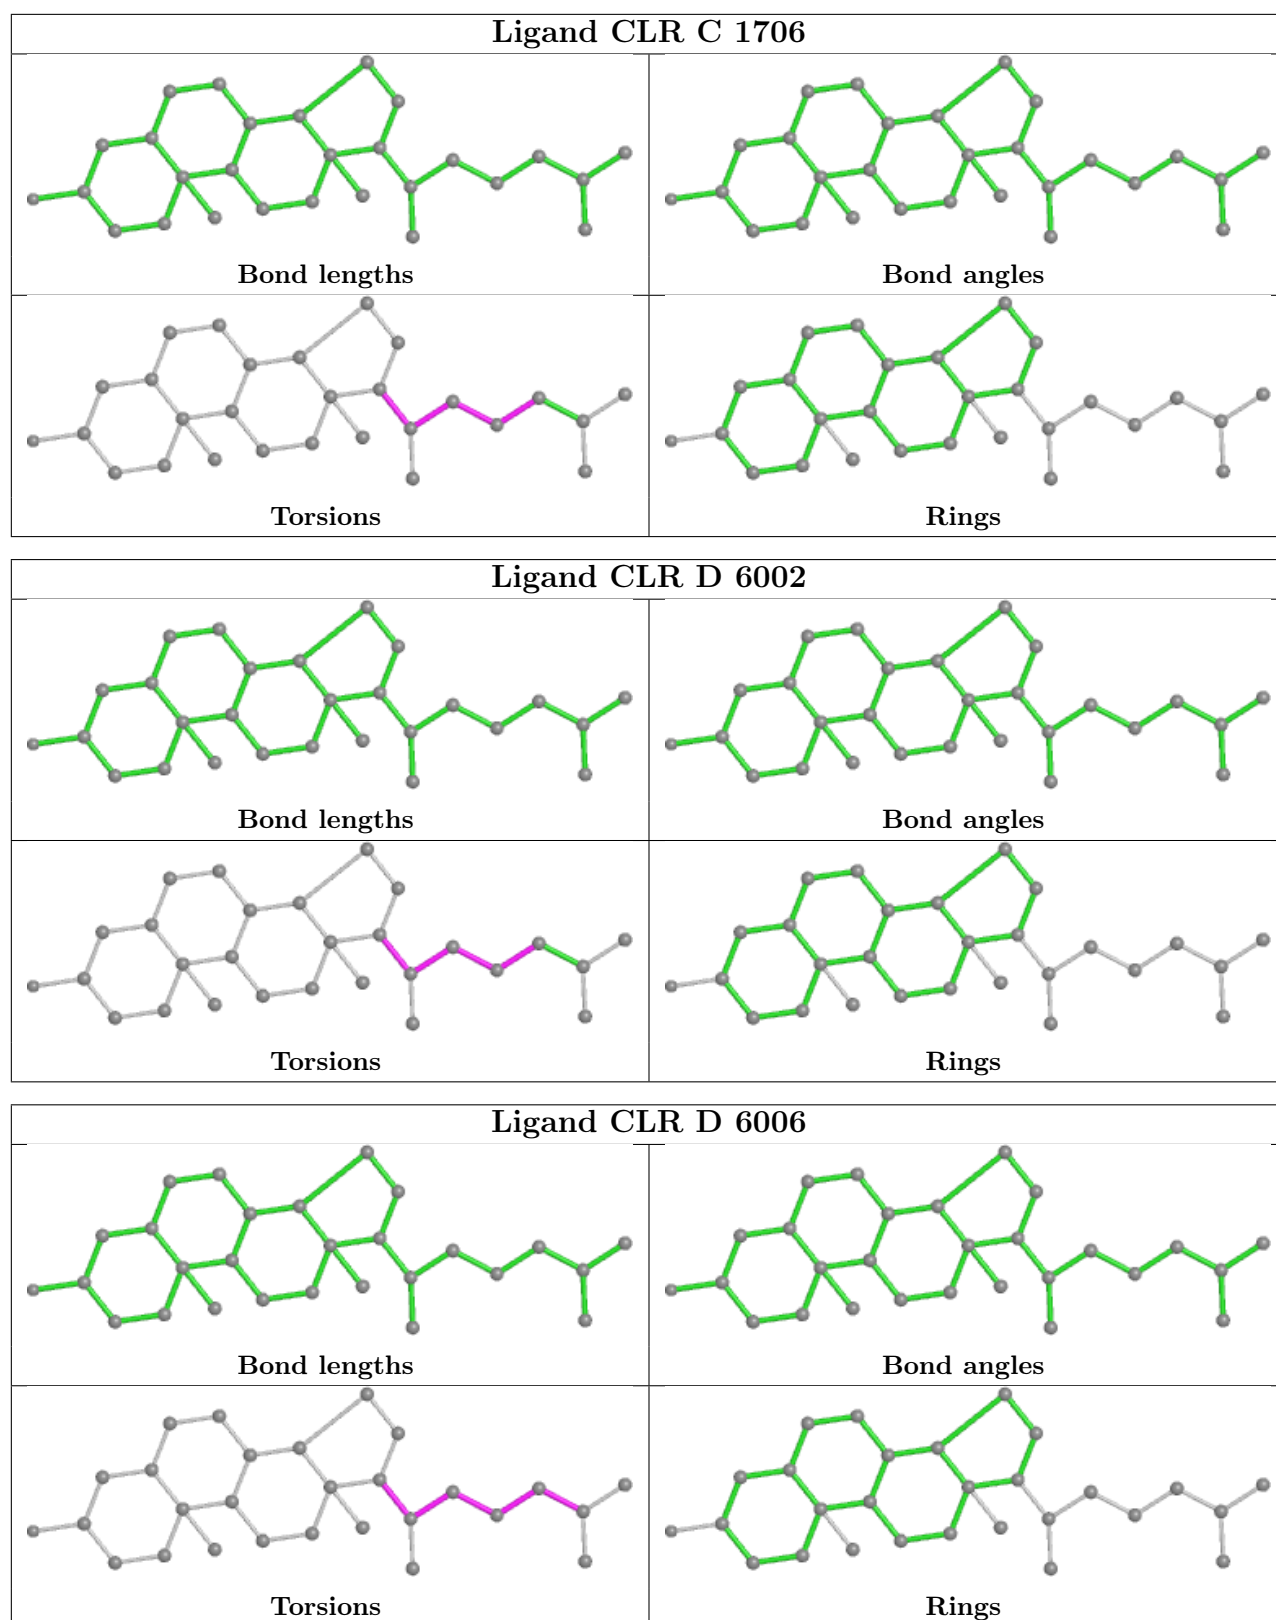 Ligand CLR C 1706
Bond lengths
Bond angles
Torsions
Rings
Ligand CLR D 6002
Bond lengths
Bond angles
Torsions
Rings
Ligand CLR D 6006
Bond lengths
Bond angles
Torsions
Rings